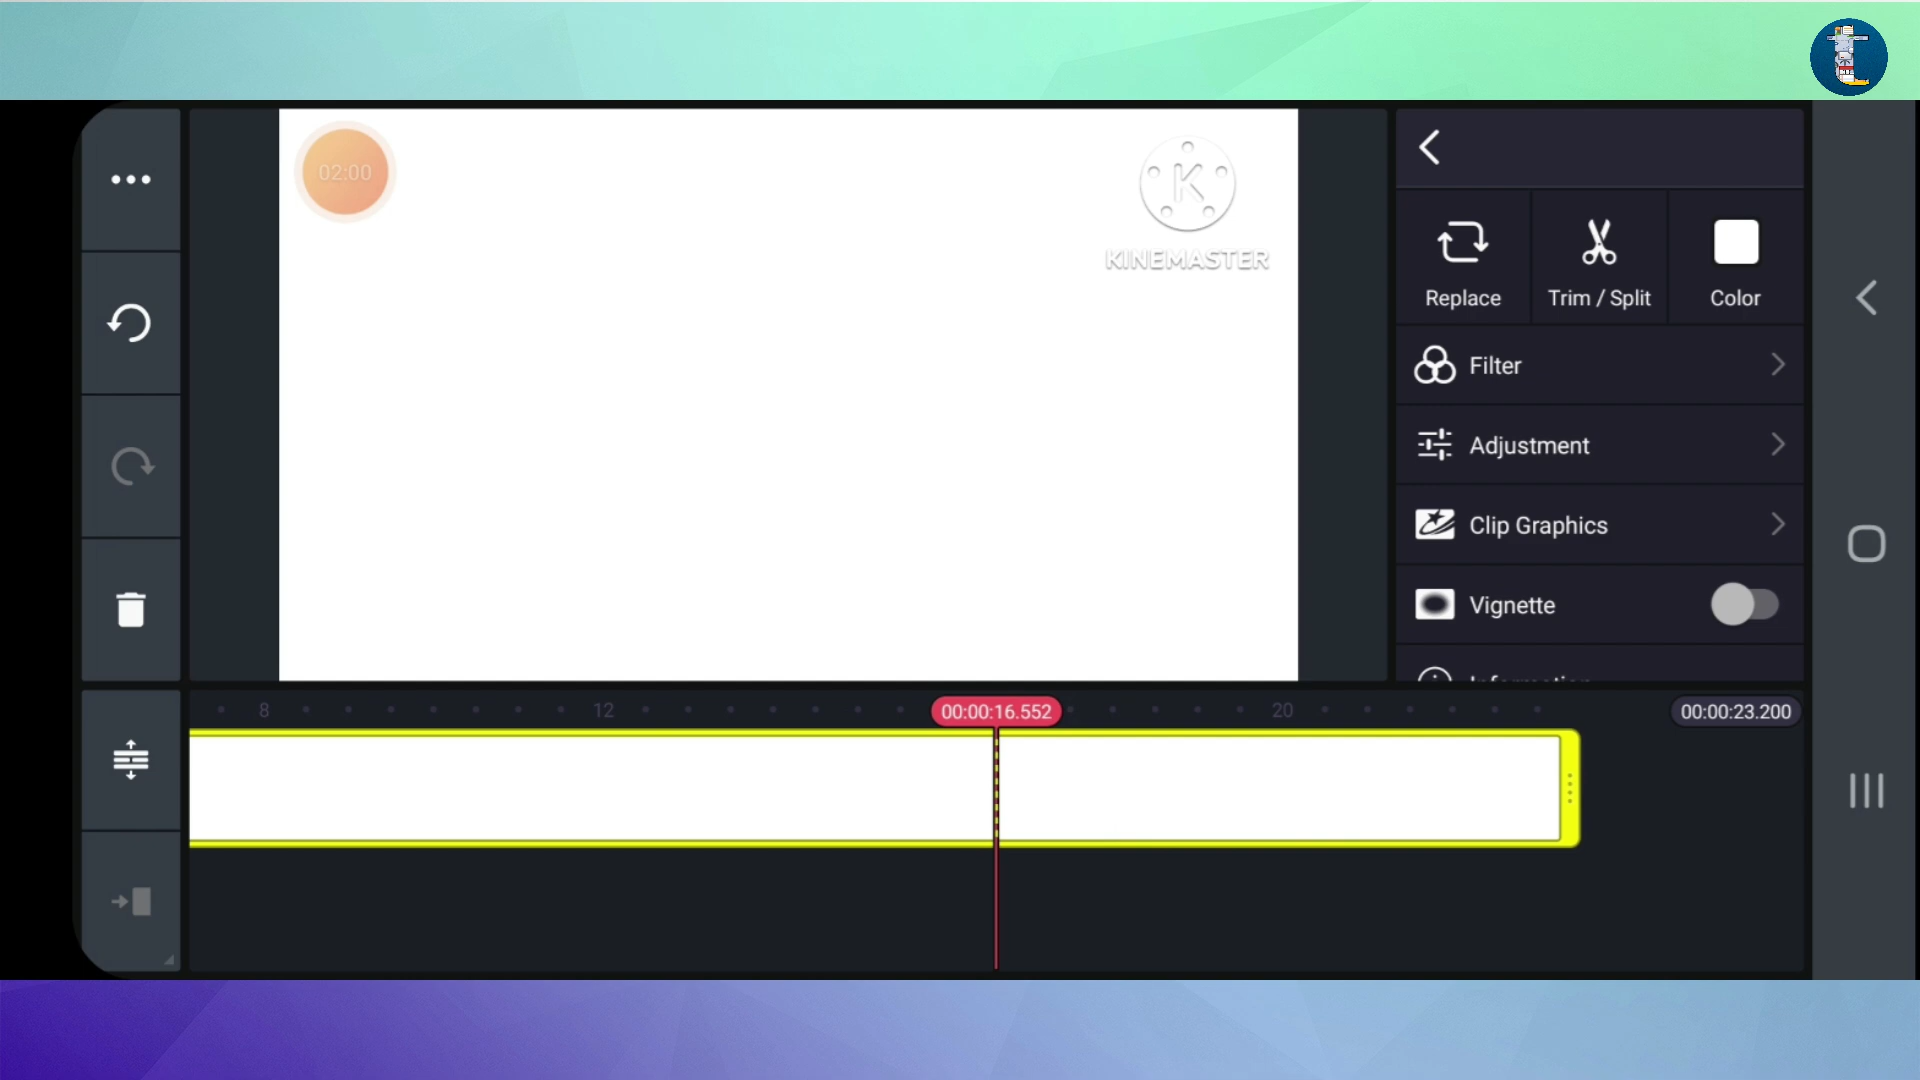 02:00
K
KINEMASTER
Replace
Trim / Split
Color
Filter
Adjustment
Clip Graphics
Vignette
Information
8
12
00:00:16.552
20
00:00:23.200